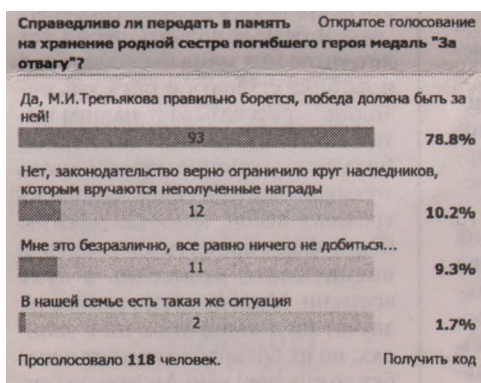 Справедливо ли передать в память Открытое голосование
на хранение родной сестре погибшего героя медаль "За
отвагу"?
Да, М.И.Третьякова правильно борется, победа должна быть за
ней!
93 78.8%
Нет, законодательство верно ограничило круг наследников,
которым вручаются неполученные награды
12 10.2%
Мне это безразлично, все равно ничего не добиться...
11 9.3%
В нашей семье есть такая же ситуация
2 1.7%
Проголосовало 118 человек. Получить код